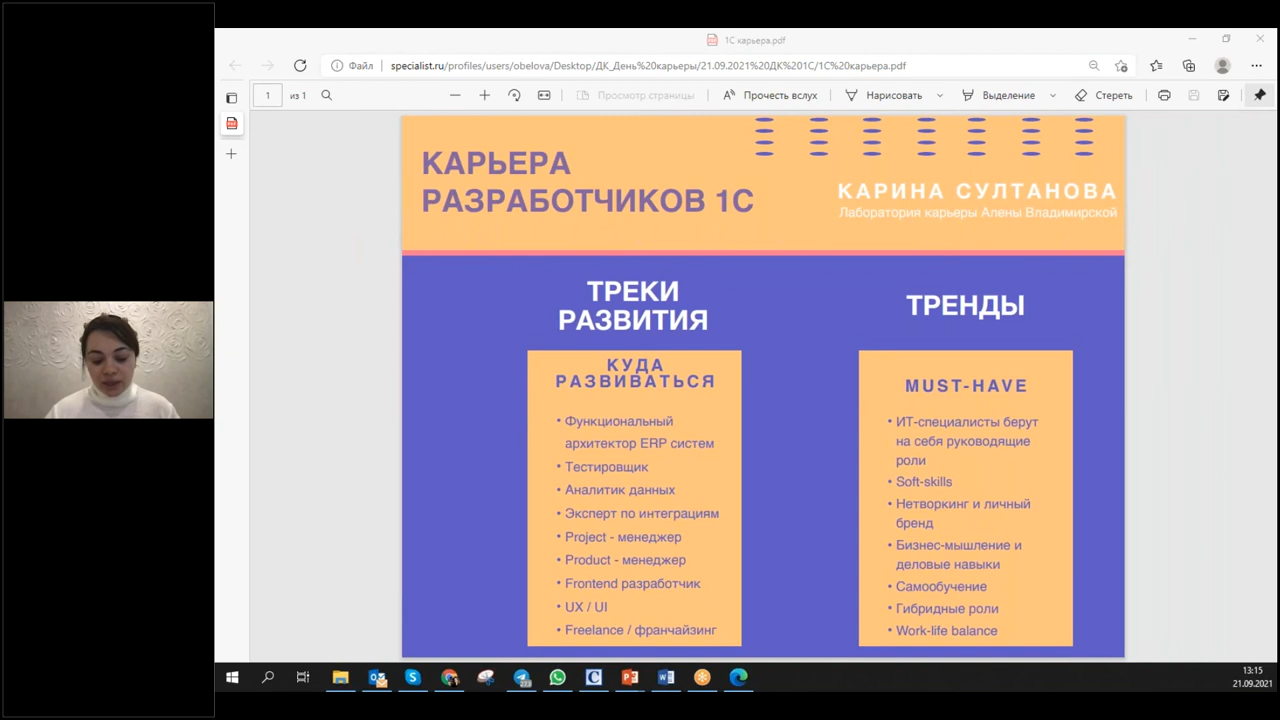 1С карьера.pdf
Файл
specialist.ru/profiles/users/obelova/Desktop/ДК_День%20карьеры/21.09.2021%20ДК%201С/1С%20карьера.pdf
1 из 1
Просмотр страницы
Прочесть вслух
Нарисовать
Выделение
Стереть
КАРЬЕРА
РАЗРАБОТЧИКОВ 1С
КАРИНА СУЛТАНОВА
Лаборатория карьеры Алены Владимирской
ТРЕКИ
РАЗВИТИЯ
КУДА
РАЗВИВАТЬСЯ
• Функциональный
архитектор ERP систем
• Тестировщик
• Аналитик данных
• Эксперт по интеграциям
• Project - менеджер
• Product - менеджер
• Frontend разработчик
• UX / UI
• Freelance / франчайзинг
ТРЕНДЫ
MUST-HAVE
• ИТ-специалисты берут
на себя руководящие
роли
• Soft-skills
• Нетворкинг и личный
бренд
• Бизнес-мышление и
деловые навыки
• Самообучение
• Гибридные роли
• Work-life balance
13:15
21.09.2021